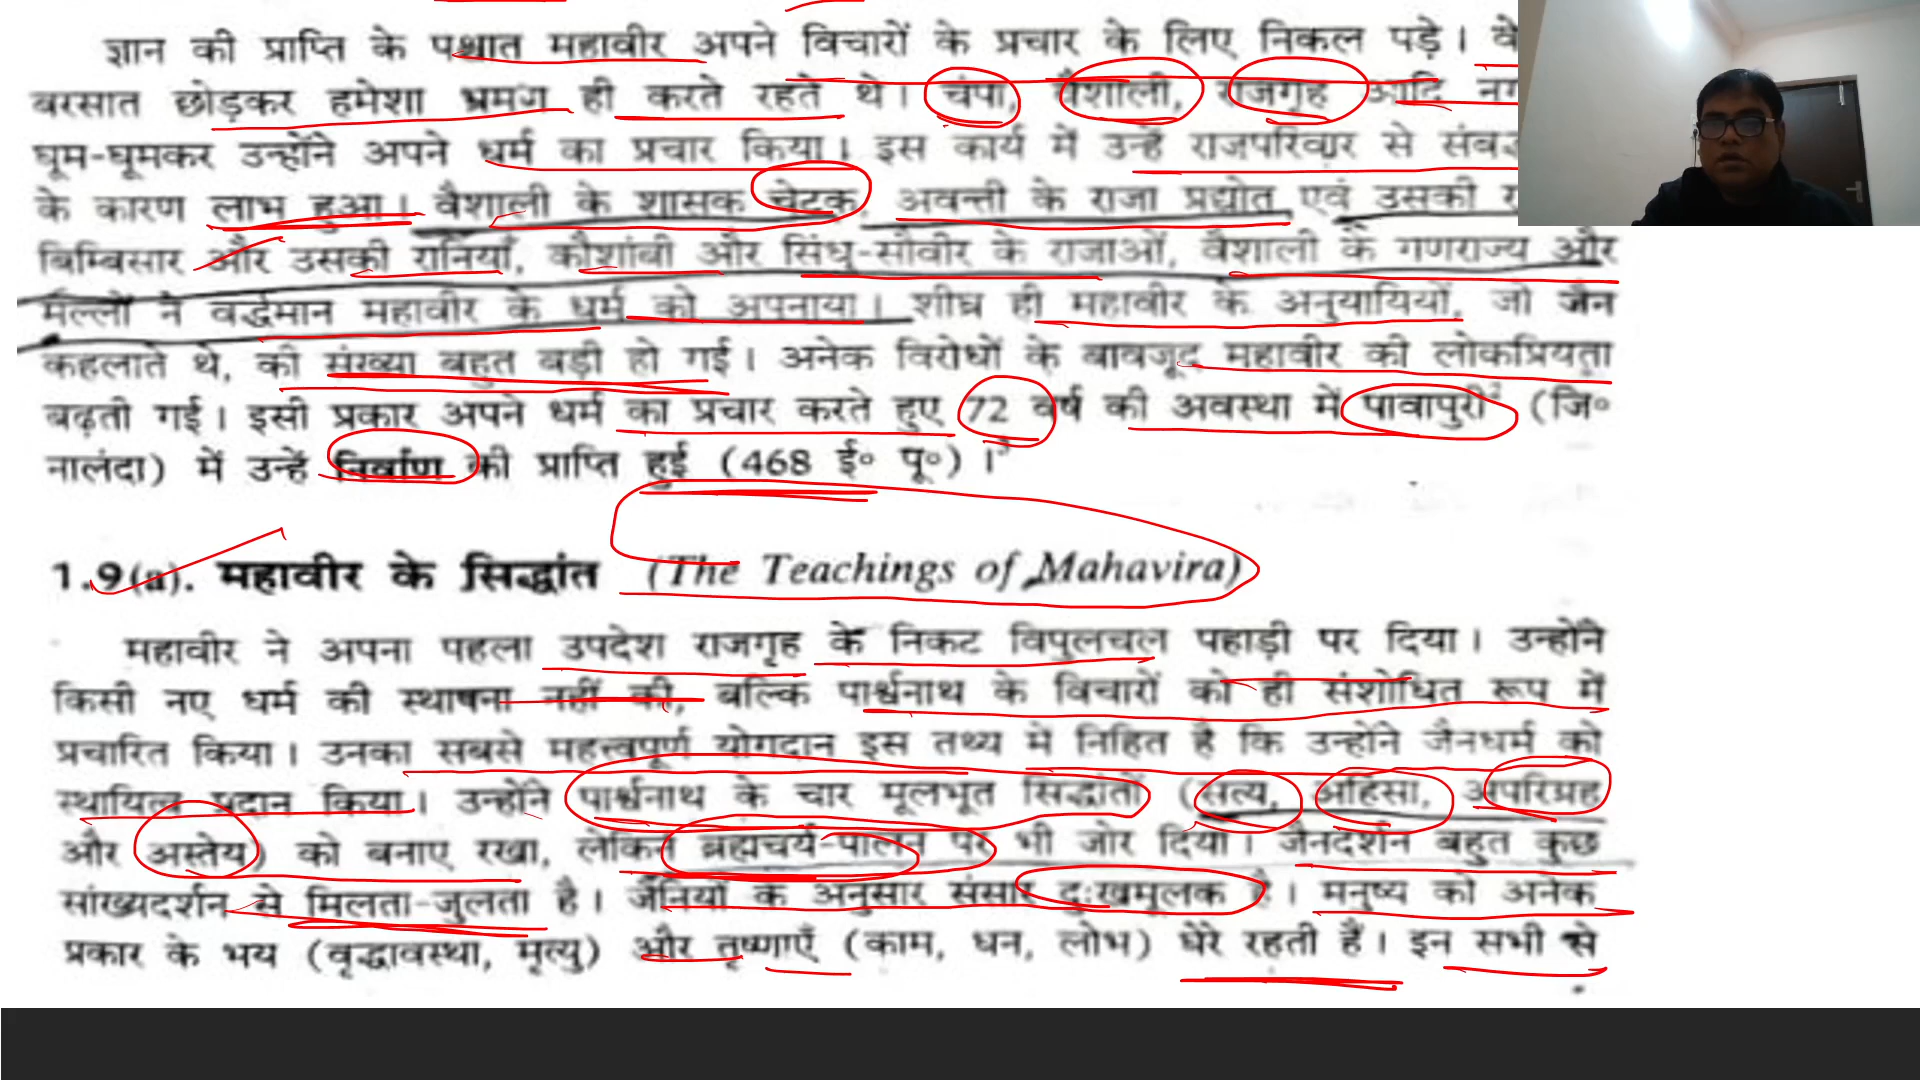 ज्ञान की प्राप्ति के पश्चात महावीर अपने विचारों के प्रचार के लिए निकल पड़े। वे
बरसात छोड़कर हमेशा भ्रमण ही करते रहते थे। चंपा, वैशाली, राजगृह आदि
घूम-घूमकर उन्होंने अपने धर्म का प्रचार किया। इस कार्य में उन्हें राजपरिवार से
के कारण लाभ हुआ। वैशाली के शासक चेटक, अवन्ती के राजा प्रद्योत एवं उसकी
बिम्बिसार और उसकी रानियों, कौशांबी और सिंधु-सौवीर के राजाओं, वैशाली के गणराज्य और
मल्लों ने वर्द्धमान महावीर के धर्म को अपनाया। शीघ्र ही महावीर के अनुयायियों, जो जैन
कहलाते थे, की संख्या बहुत बड़ी हो गई। अनेक विरोधों के बावजूद महावीर की लोकप्रियता
बढ़ती गई। इसी प्रकार अपने धर्म का प्रचार करते हुए 72 वर्ष की अवस्था में पावापुरी² (जि॰
नालंदा) में उन्हें निर्वाण की प्राप्ति हुई (468 ई॰ पू॰)।³
1.9(a). महावीर के सिद्धांत (The Teachings of Mahavira)
महावीर ने अपना पहला उपदेश राजगृह के निकट विपुलचल पहाड़ी पर दिया। उन्होंने
किसी नए धर्म की स्थापना नहीं की, बल्कि पार्श्वनाथ के विचारों को ही संशोधित रूप में
प्रचारित किया। उनका सबसे महत्त्वपूर्ण योगदान इस तथ्य में निहित है कि उन्होंने जैनधर्म को
स्थायित्व प्रदान किया। उन्होंने पार्श्वनाथ के चार मूलभूत सिद्धांतों (सत्य, अहिंसा, अपरिग्रह
और अस्तेय) को बनाए रखा, लेकिन ब्रह्मचर्य-पालन पर भी जोर दिया। जैनदर्शन बहुत कुछ
सांख्यदर्शन से मिलता-जुलता है। जैनियों के अनुसार संसार दुःखमूलक है। मनुष्य को अनेक
प्रकार के भय (वृद्धावस्था, मृत्यु) और तृष्णाएँ (काम, धन, लोभ) घेरे रहती हैं। इन सभी से